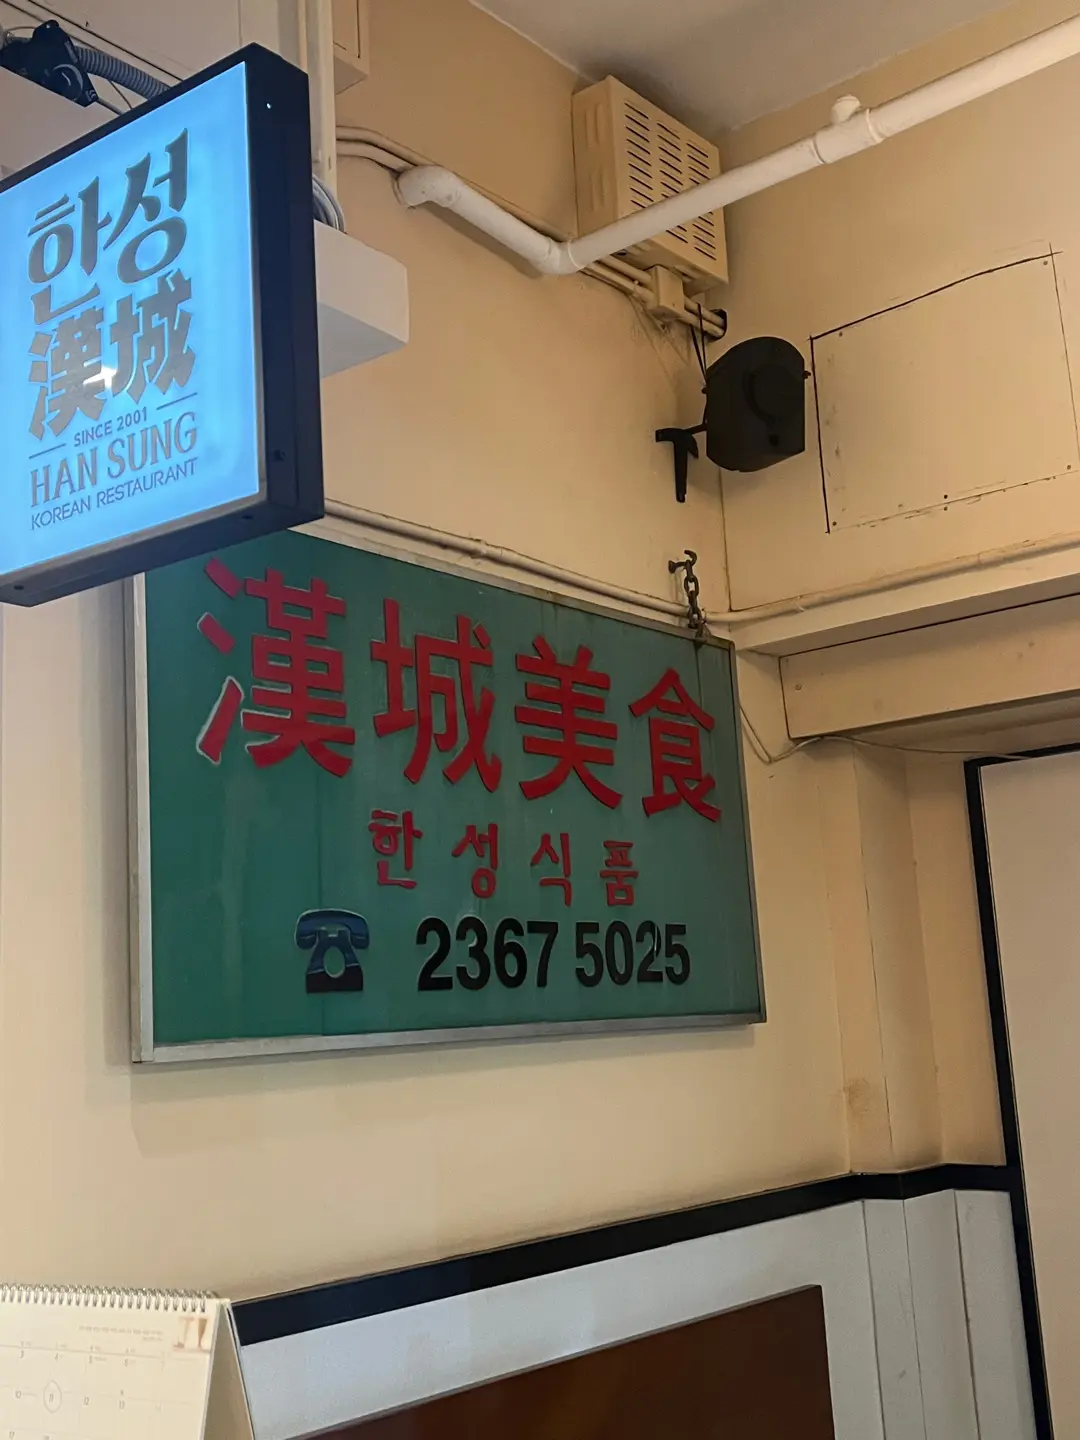 한성
漢城
SINCE 2001
HAN SUNG
KOREAN RESTAURANT
漢城美食
한성식품
2367 5025